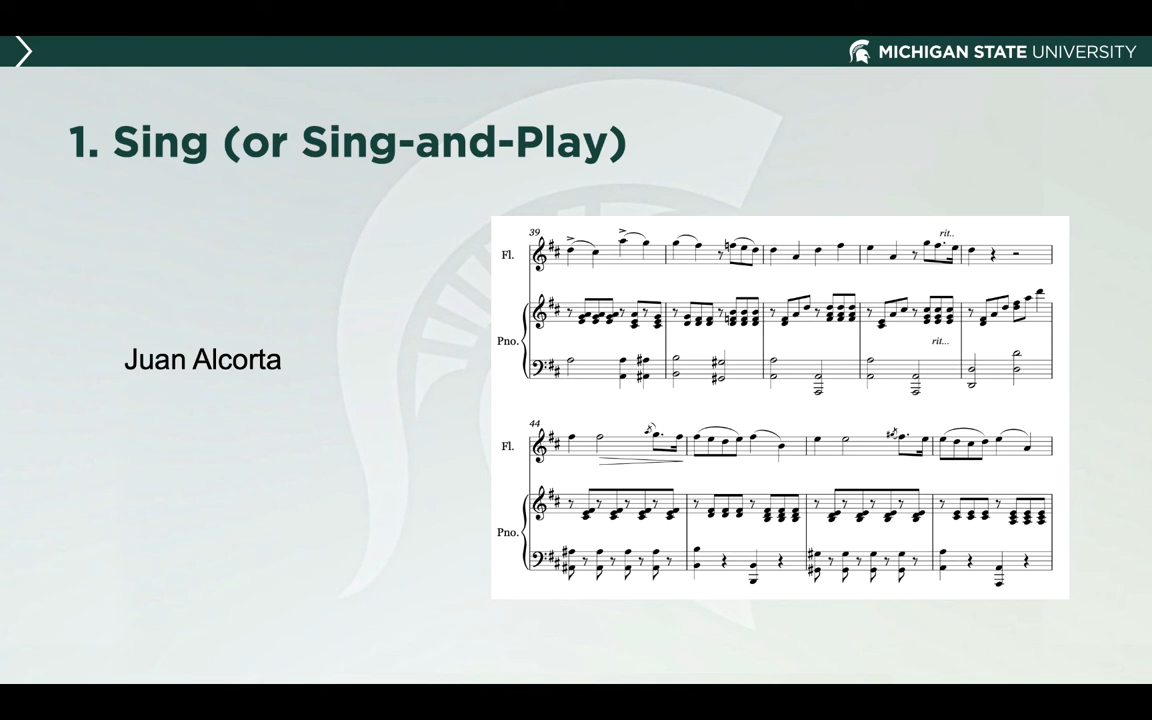 MICHIGAN STATE UNIVERSITY
1. Sing (or Sing-and-Play)
Juan Alcorta
39
rit..
Fl.
Pno.
rit...
44
Fl.
Pno.